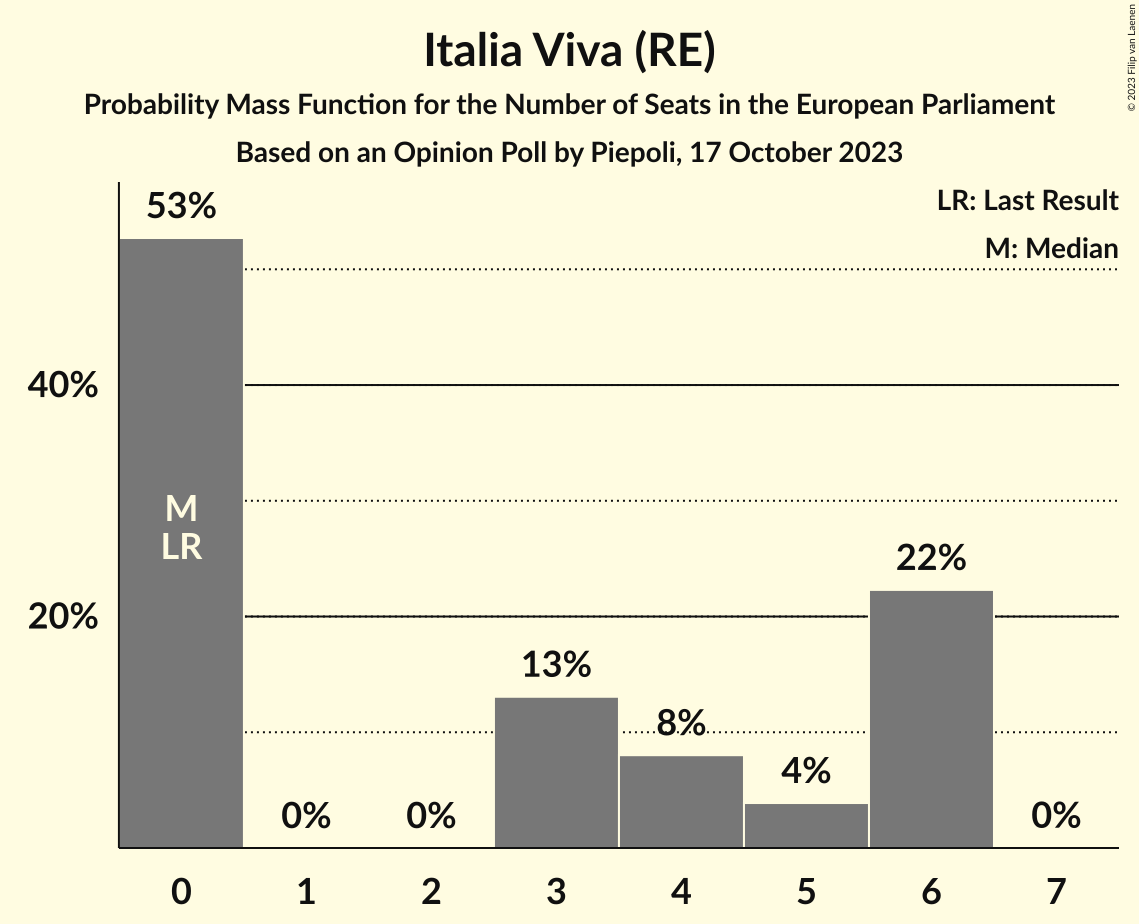 Italia Viva (RE)
Probability Mass Function for the Number of Seats in the European Parliament
Based on an Opinion Poll by Piepoli, 17 October 2023
© 2023 Filip van Laenen
LR: Last Result
M: Median
53%
40%
M
LR
22%
20%
13%
8%
4%
0%
0%
0%
0
1
2
3
4
5
6
7